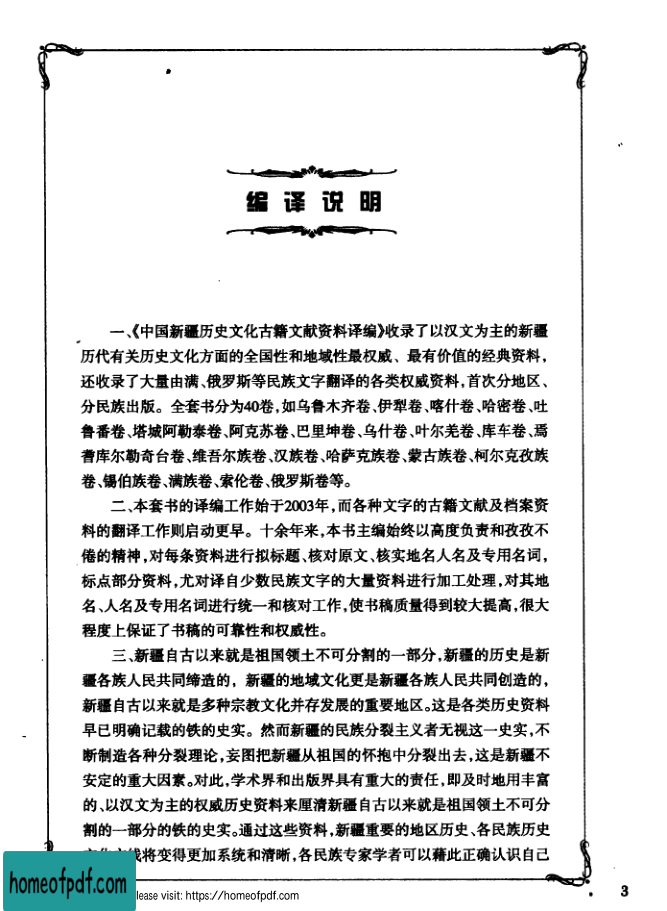 编译说明
一、《中国新疆历史文化古籍文献资料译编》收录了以汉文为主的新疆
历代有关历史文化方面的全国性和地域性最权威、最有价值的经典资料,
还收录了大量由满、俄罗斯等民族文字翻译的各类权威资料,首次分地区、
分民族出版。全套书分为40卷,如乌鲁木齐卷、伊犁卷、喀什卷、哈密卷、吐
鲁番卷、塔城阿勒泰卷、阿克苏卷、巴里坤卷、乌什卷、叶尔羌卷、库车卷、焉
耆库尔勒奇台卷、维吾尔族卷、汉族卷、哈萨克族卷、蒙古族卷、柯尔克孜族
卷、锡伯族卷、满族卷、索伦卷、俄罗斯卷等。
二、本套书的译编工作始于2003年,而各种文字的古籍文献及档案资
料的翻译工作则启动更早。十余年来,本书主编始终以高度负责和孜孜不
倦的精神,对每条资料进行拟标题、核对原文、核实地名人名及专用名词,
标点部分资料,尤对译自少数民族文字的大量资料进行加工处理,对其地
名、人名及专用名词进行统一和核对工作,使书稿质量得到较大提高,很大
程度上保证了书稿的可靠性和权威性。
三、新疆自古以来就是祖国领土不可分割的一部分,新疆的历史是新
疆各族人民共同缔造的,新疆的地域文化更是新疆各族人民共同创造的,
新疆自古以来就是多种宗教文化并存发展的重要地区。这是各类历史资料
早已明确记载的铁的史实。然而新疆的民族分裂主义者无视这一史实,不
断制造各种分裂理论,妄图把新疆从祖国的怀抱中分裂出去,这是新疆不
安定的重大因素。对此,学术界和出版界具有重大的责任,即及时地用丰富
的、以汉文为主的权威历史资料来厘清新疆自古以来就是祖国领土不可分
割的一部分的铁的史实。通过这些资料,新疆重要的地区历史、各民族历史
将变得更加系统和清晰,各民族专家学者可以藉此正确认识自己
homeofpdf.com
lease visit: https://homeofpdf.com
3